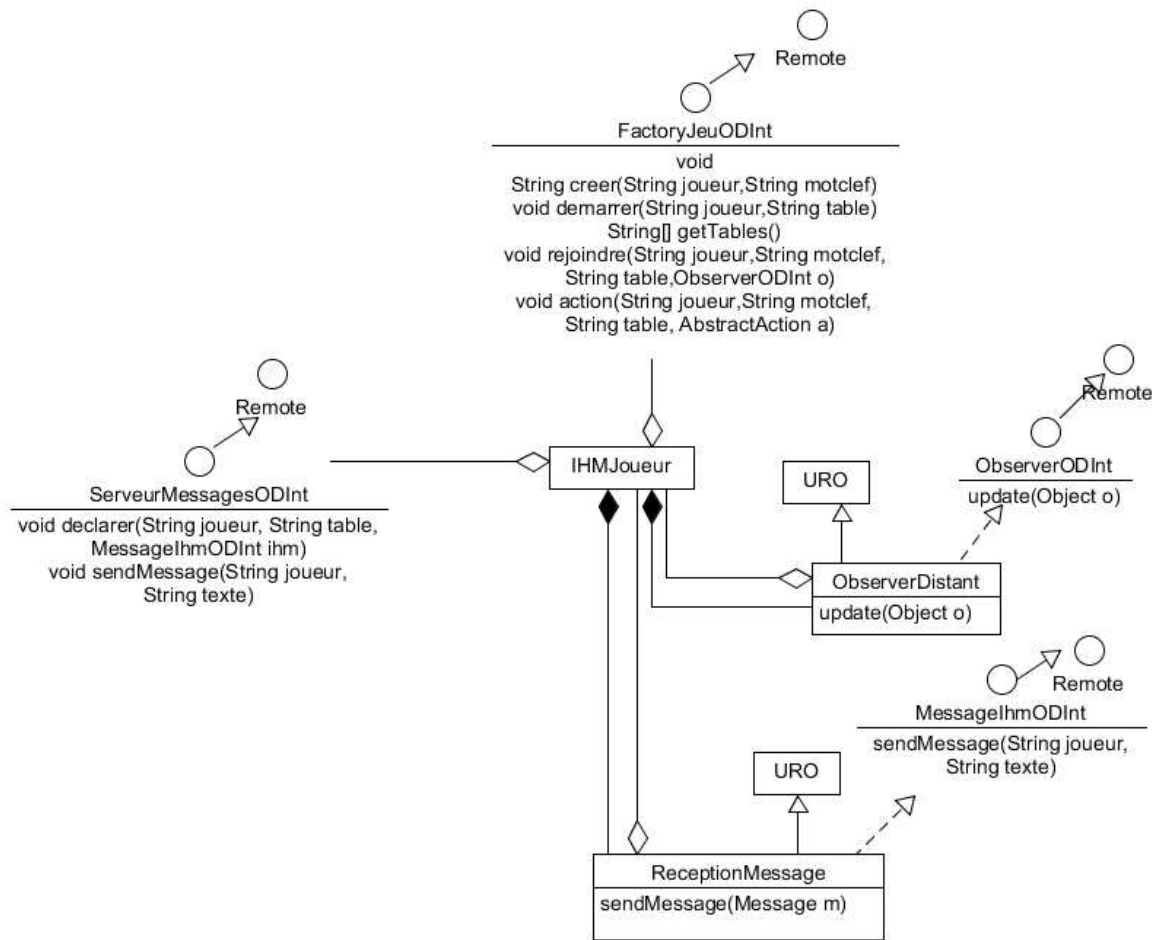 Remote
FactoryJeuODInt
void
String creer(String joueur,String motclef)
void demarrer(String joueur,String table)
String[] getTables()
void rejoindre(String joueur,String motclef,
String table,ObserverODInt o)
void action(String joueur,String motclef,
String table, AbstractAction a)
Remote
ServeurMessagesODInt
void declarer(String joueur, String table,
MessageIhmODInt ihm)
void sendMessage(String joueur,
String texte)
IHMJoueur
URO
Remote
ObserverODInt
update(Object o)
ObserverDistant
update(Object o)
Remote
MessageIhmODInt
sendMessage(String joueur,
String texte)
URO
ReceptionMessage
sendMessage(Message m)